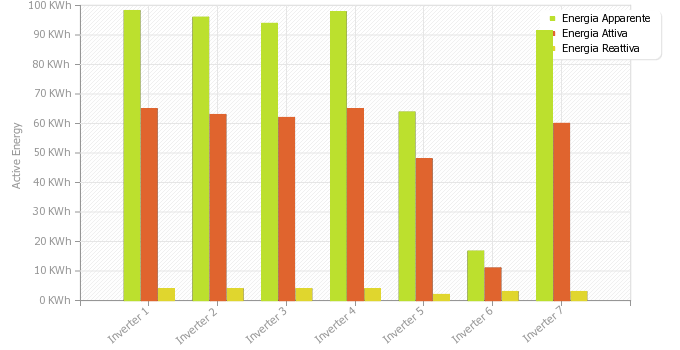 100 KWh
90 KWh
80 KWh
70 KWh
60 KWh
50 KWh
40 KWh
30 KWh
20 KWh
10 KWh
0 KWh
Active Energy
Energia Apparente
Energia Attiva
Energia Reattiva
Inverter 1
Inverter 2
Inverter 3
Inverter 4
Inverter 5
Inverter 6
Inverter 7